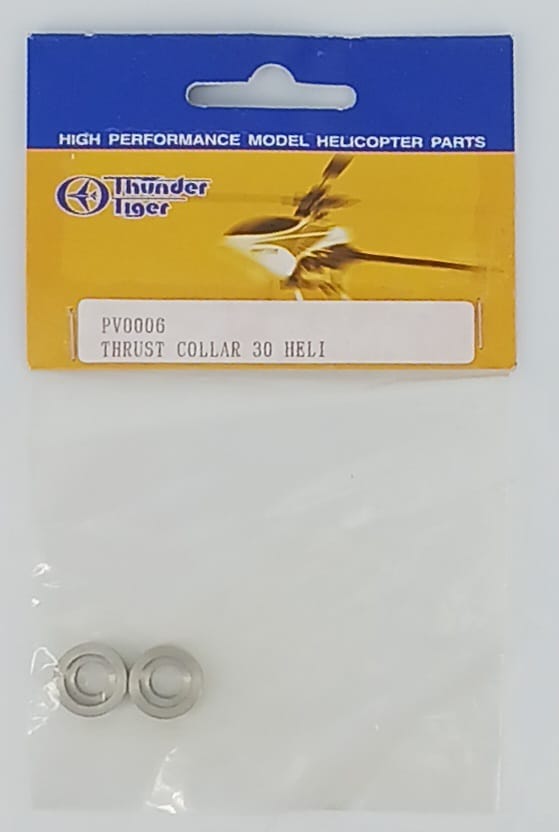 HIGH PERFORMANCE MODEL HELICOPTER PARTS
Thunder
Tiger
PV0006
THRUST COLLAR 30 HELI